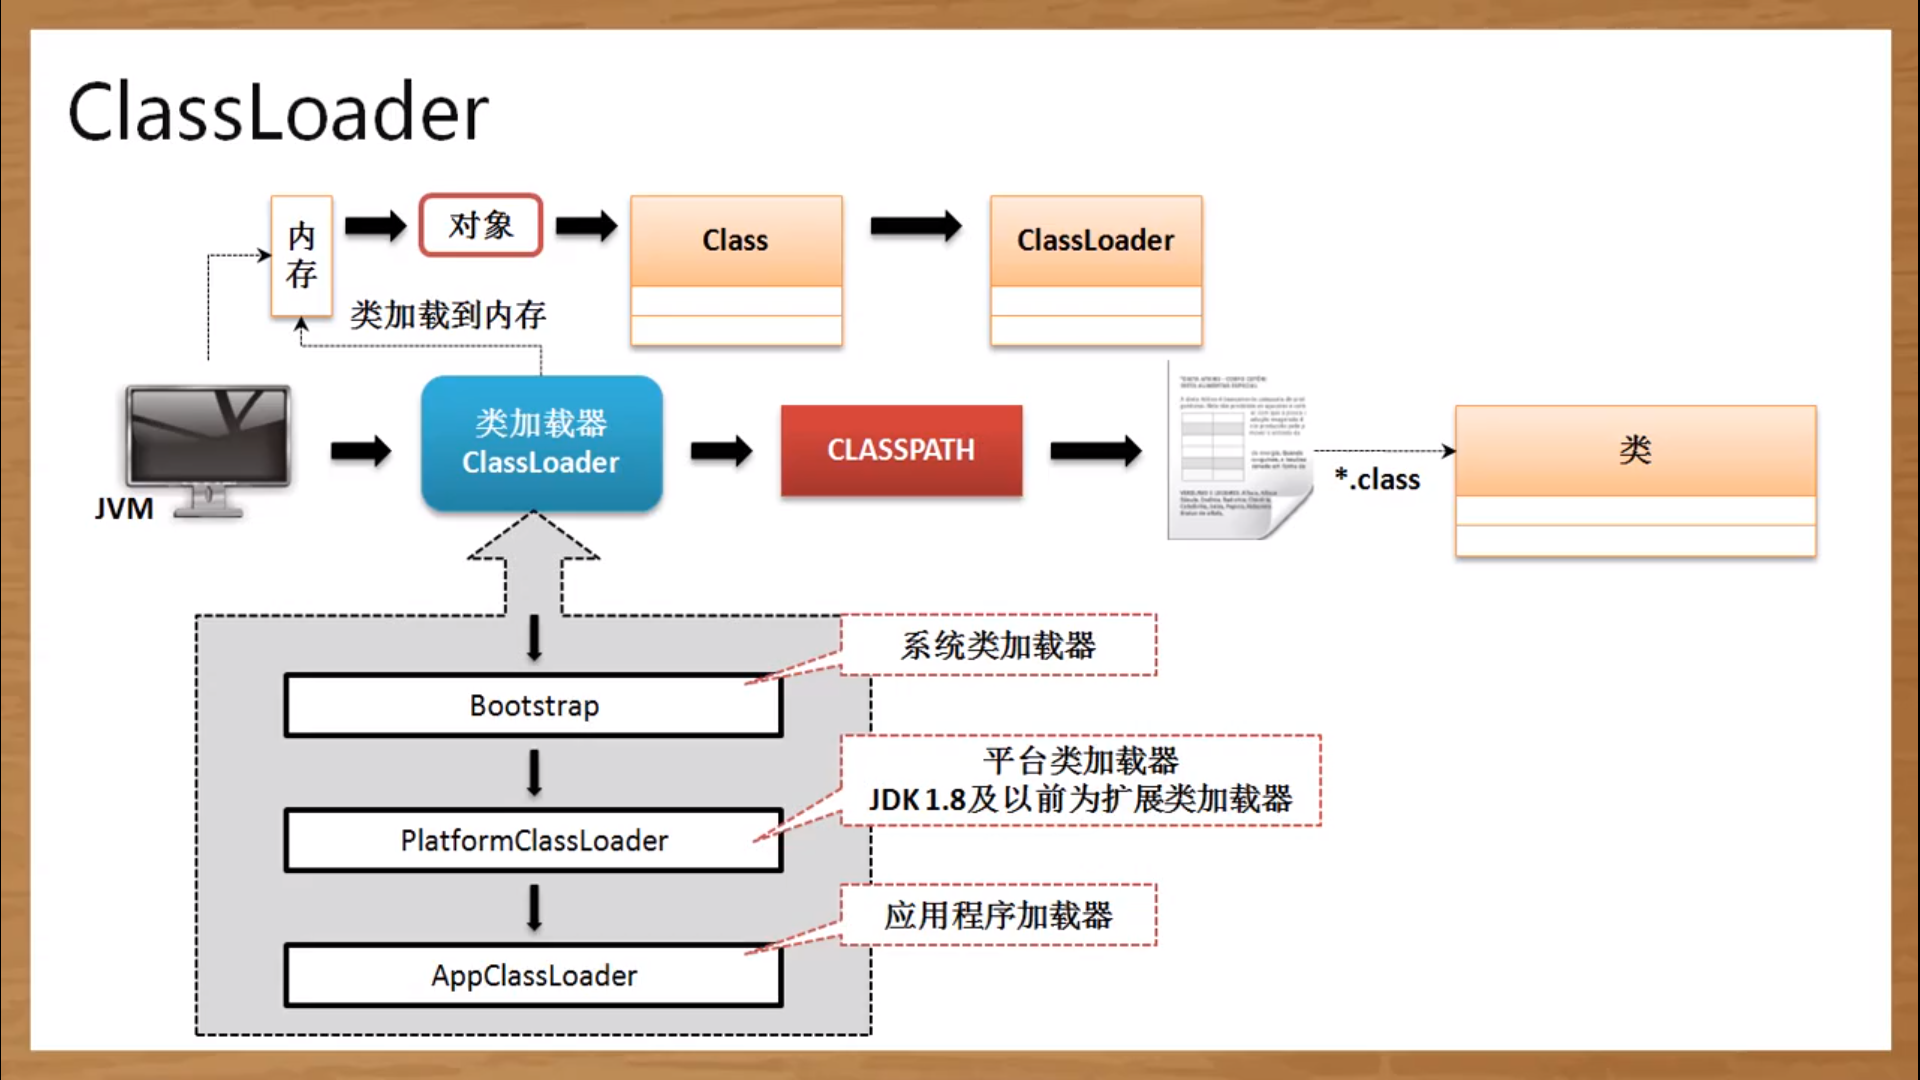 ClassLoader
内
存
对象
Class
ClassLoader
类加载到内存
JVM
类加载器
ClassLoader
CLASSPATH
*.class
类
系统类加载器
Bootstrap
平台类加载器
JDK 1.8及以前为扩展类加载器
PlatformClassLoader
应用程序加载器
AppClassLoader